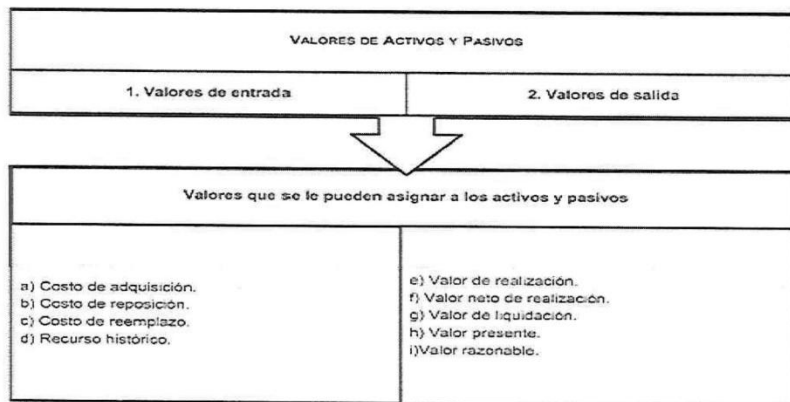 VALORES DE ACTIVOS Y PASIVOS
1. Valores de entrada
2. Valores de salida
Valores que se le pueden asignar a los activos y pasivos
a) Costo de adquisición.
b) Costo de reposición.
c) Costo de reemplazo.
d) Recurso histórico.
e) Valor de realización.
f) Valor neto de realización.
g) Valor de liquidación.
h) Valor presente.
i)Valor razonable.